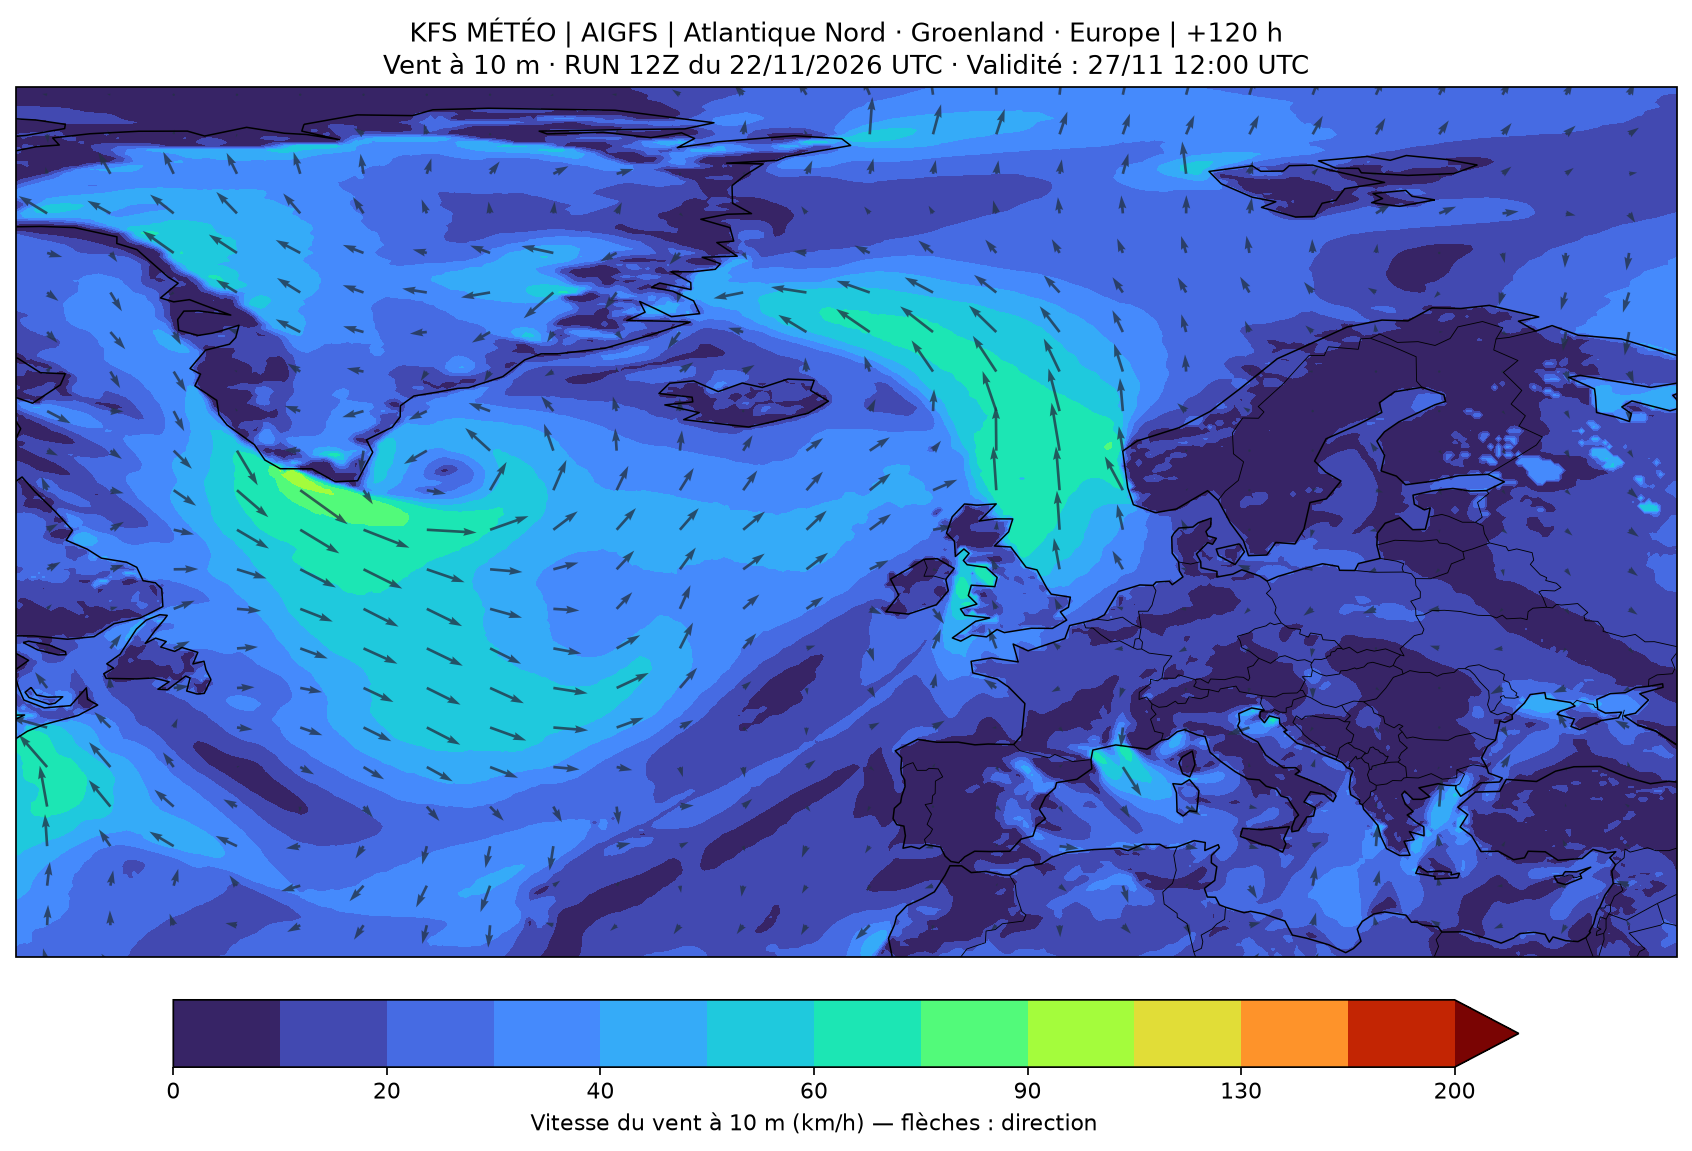 KFS MÉTÉO | AIGFS | Atlantique Nord · Groenland · Europe | +120 h
Vent à 10 m · RUN 12Z du 22/11/2026 UTC · Validité : 27/11 12:00 UTC
0 20 40 60 90 130 200
Vitesse du vent à 10 m (km/h) — flèches : direction